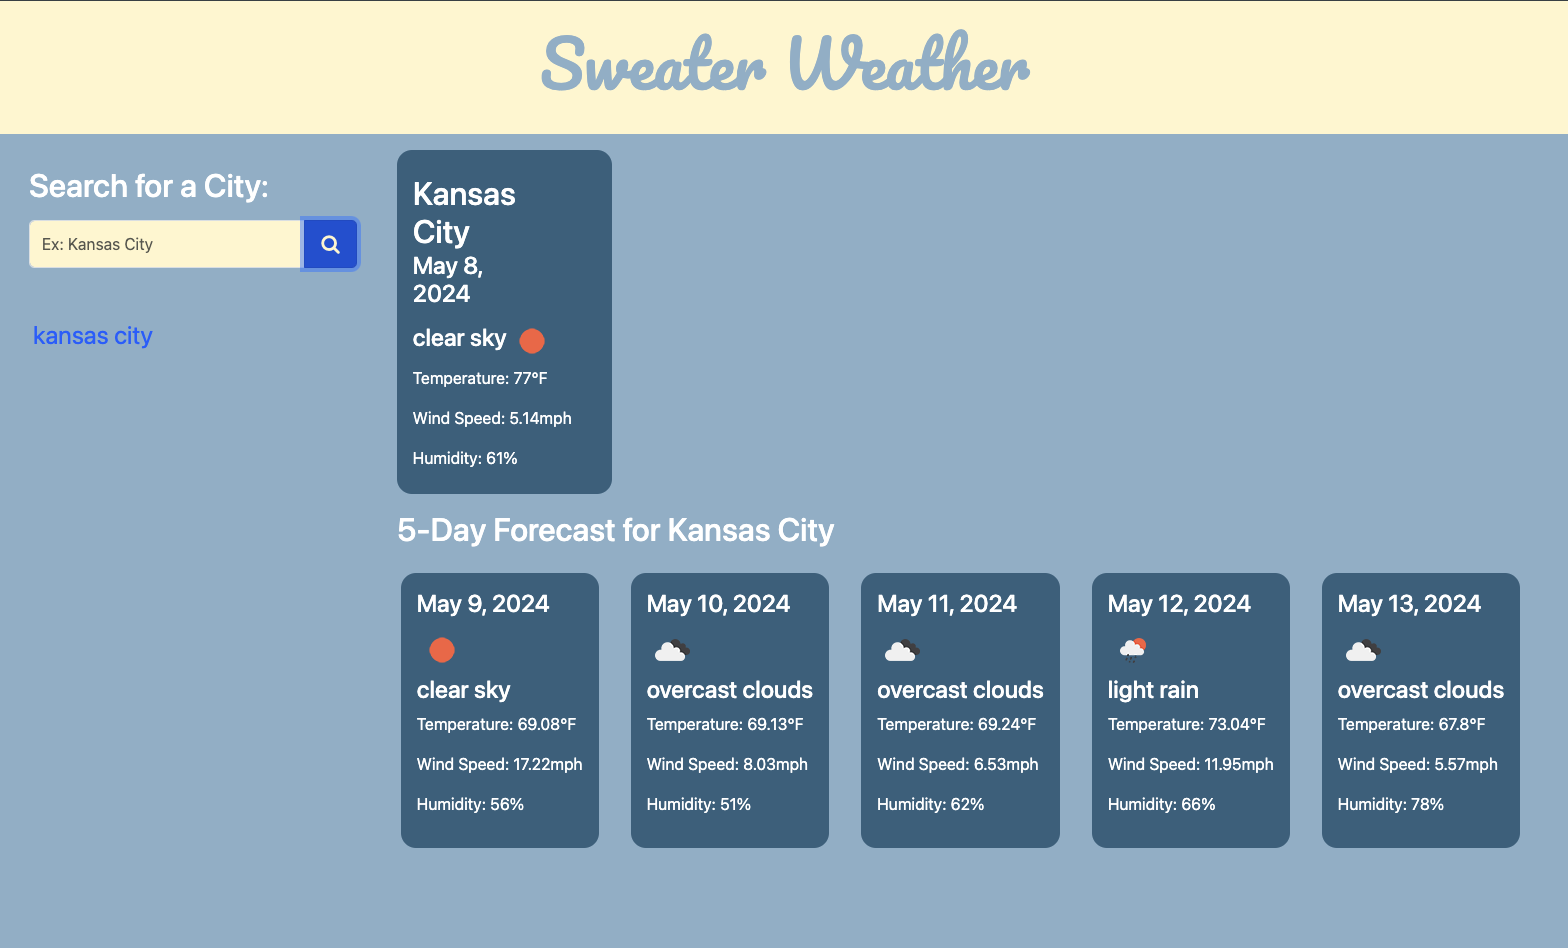 Sweater Weather
Search for a City:
Ex: Kansas City
kansas city
Kansas
City
May 8,
2024
clear sky
Temperature: 77°F
Wind Speed: 5.14mph
Humidity: 61%
5-Day Forecast for Kansas City
May 9, 2024
clear sky
Temperature: 69.08°F
Wind Speed: 17.22mph
Humidity: 56%
May 10, 2024
overcast clouds
Temperature: 69.13°F
Wind Speed: 8.03mph
Humidity: 51%
May 11, 2024
overcast clouds
Temperature: 69.24°F
Wind Speed: 6.53mph
Humidity: 62%
May 12, 2024
light rain
Temperature: 73.04°F
Wind Speed: 11.95mph
Humidity: 66%
May 13, 2024
overcast clouds
Temperature: 67.8°F
Wind Speed: 5.57mph
Humidity: 78%